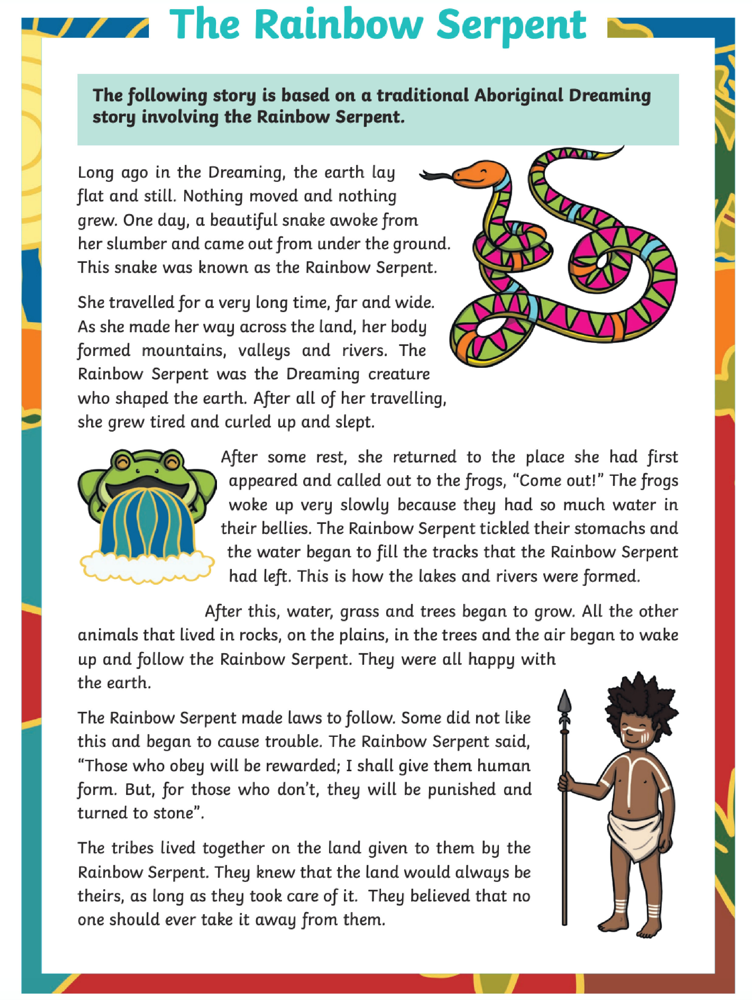 The Rainbow Serpent
The following story is based on a traditional Aboriginal Dreaming
story involving the Rainbow Serpent.
Long ago in the Dreaming, the earth lay
flat and still. Nothing moved and nothing
grew. One day, a beautiful snake awoke from
her slumber and came out from under the ground.
This snake was known as the Rainbow Serpent.
She travelled for a very long time, far and wide.
As she made her way across the land, her body
formed mountains, valleys and rivers. The
Rainbow Serpent was the Dreaming creature
who shaped the earth. After all of her travelling,
she grew tired and curled up and slept.
After some rest, she returned to the place she had first
appeared and called out to the frogs, “Come out!” The frogs
woke up very slowly because they had so much water in
their bellies. The Rainbow Serpent tickled their stomachs and
the water began to fill the tracks that the Rainbow Serpent
had left. This is how the lakes and rivers were formed.
After this, water, grass and trees began to grow. All the other
animals that lived in rocks, on the plains, in the trees and the air began to wake
up and follow the Rainbow Serpent. They were all happy with
the earth.
The Rainbow Serpent made laws to follow. Some did not like
this and began to cause trouble. The Rainbow Serpent said,
“Those who obey will be rewarded; I shall give them human
form. But, for those who don’t, they will be punished and
turned to stone”.
The tribes lived together on the land given to them by the
Rainbow Serpent. They knew that the land would always be
theirs, as long as they took care of it. They believed that no
one should ever take it away from them.